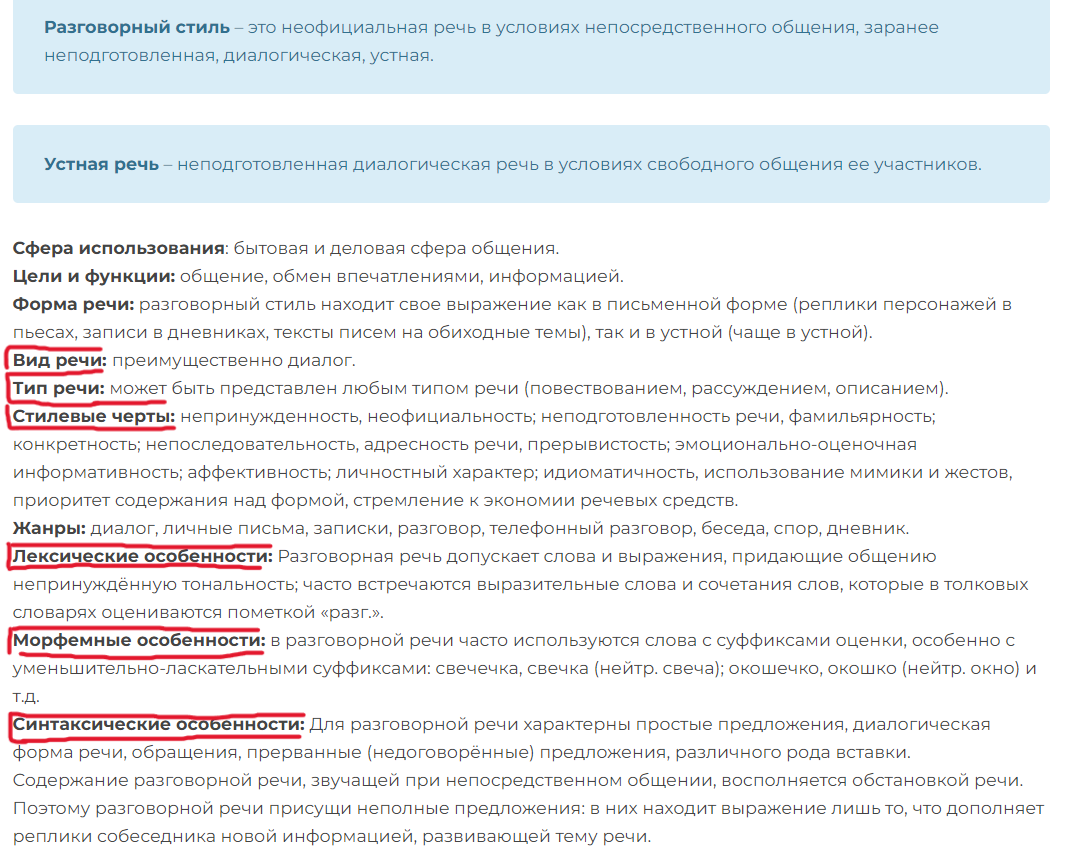 Разговорный стиль – это неофициальная речь в условиях непосредственного общения, заранее
неподготовленная, диалогическая, устная.
Устная речь – неподготовленная диалогическая речь в условиях свободного общения ее участников.
Сфера использования: бытовая и деловая сфера общения.
Цели и функции: общение, обмен впечатлениями, информацией.
Форма речи: разговорный стиль находит свое выражение как в письменной форме (реплики персонажей в
пьесах, записи в дневниках, тексты писем на обиходные темы), так и в устной (чаще в устной).
Вид речи: преимущественно диалог.
Тип речи: может быть представлен любым типом речи (повествованием, рассуждением, описанием).
Стилевые черты: непринужденность, неофициальность; неподготовленность речи, фамильярность;
конкретность; непоследовательность, адресность речи, прерывистость; эмоционально-оценочная
информативность; аффективность; личностный характер; идиоматичность, использование мимики и жестов,
приоритет содержания над формой, стремление к экономии речевых средств.
Жанры: диалог, личные письма, записки, разговор, телефонный разговор, беседа, спор, дневник.
Лексические особенности: Разговорная речь допускает слова и выражения, придающие общению
непринуждённую тональность; часто встречаются выразительные слова и сочетания слов, которые в толковых
словарях оцениваются пометкой «разг.».
Морфемные особенности: в разговорной речи часто используются слова с суффиксами оценки, особенно с
уменьшительно-ласкательными суффиксами: свечечка, свечка (нейтр. свеча); окошечко, окошко (нейтр. окно) и
т.д.
Синтаксические особенности: Для разговорной речи характерны простые предложения, диалогическая
форма речи, обращения, прерванные (недоговорённые) предложения, различного рода вставки.
Содержание разговорной речи, звучащей при непосредственном общении, восполняется обстановкой речи.
Поэтому разговорной речи присущи неполные предложения: в них находит выражение лишь то, что дополняет
реплики собеседника новой информацией, развивающей тему речи.